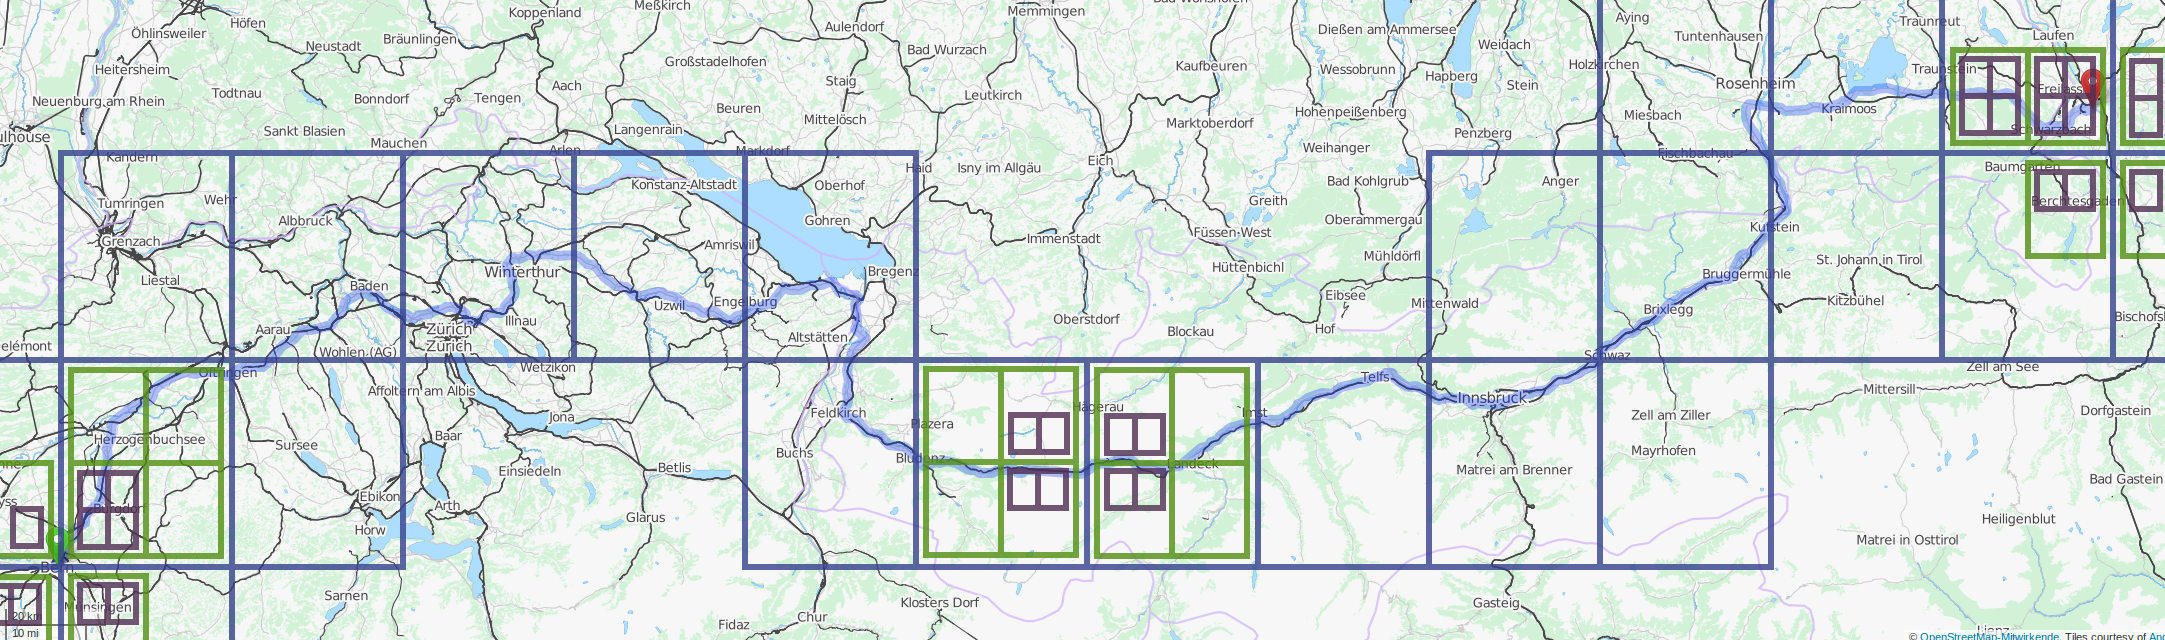 Höfen
Öhlinsweiler
Koppenland
Meßkirch
Aulendorf
Memmingen
Aying
Traunreut
Laufen
Neustadt
Bräunlingen
Bad Wurzach
Dießen am Ammersee
Weidach
Tuntenhausen
Heitersheim
Großstadelhofen
Kaufbeuren
Wessobrunn
Holzkirchen
Traunstein
Todtnau
Aach
Staig
Hapberg
Stein
Rosenheim
Neuenburg am Rhein
Bonndorf
Tengen
Beuren
Leutkirch
Hohenpeißenberg
Miesbach
Kraimoos
Sankt Blasien
Langenrain
Mittelösch
Marktoberdorf
Penzberg
Schwarzbach
Mauchen
Arlen
Markdorf
Weihanger
Fischbachau
Kandern
Haid
Isny im Allgäu
Eich
Bad Kohlgrub
Anger
Baumgarten
Wehr
Konstanz-Altstadt
Oberhof
Greith
Berchtesgaden
Tumringen
Albbruck
Gohren
Oberammergau
Grenzach
Amriswil
Immenstadt
Füssen-West
Kufstein
Liestal
Winterthur
Bregenz
Hüttenbichl
Mühldörfl
Bruggermühle
St. Johann in Tirol
Baden
Uzwil
Engelburg
Eibsee
Mittenwald
Brixlegg
Kitzbühel
Aarau
Zürich
Illnau
Altstätten
Oberstdorf
Blockau
Hof
Zürich
Wohlen (AG)
Schwaz
Oftringen
Wetzikon
Telfs
Zell am See
Affoltern am Albis
Innsbruck
Mittersill
Jona
Feldkirch
Plazera
Hägerau
Imst
Zell am Ziller
Dorfgastein
Herzogenbuchsee
Sursee
Baar
Einsiedeln
Betlis
Buchs
Bludenz
Landeck
Matrei am Brenner
Mayrhofen
Bad Gastein
Burgdorf
Ebikon
Arth
Horw
Glarus
Heiligenblut
Bern
Matrei in Osttirol
Münsingen
Sarnen
Fidaz
Chur
Klosters Dorf
Gasteig
20 km
10 mi
© OpenStreetMap-Mitwirkende, Tiles courtesy of